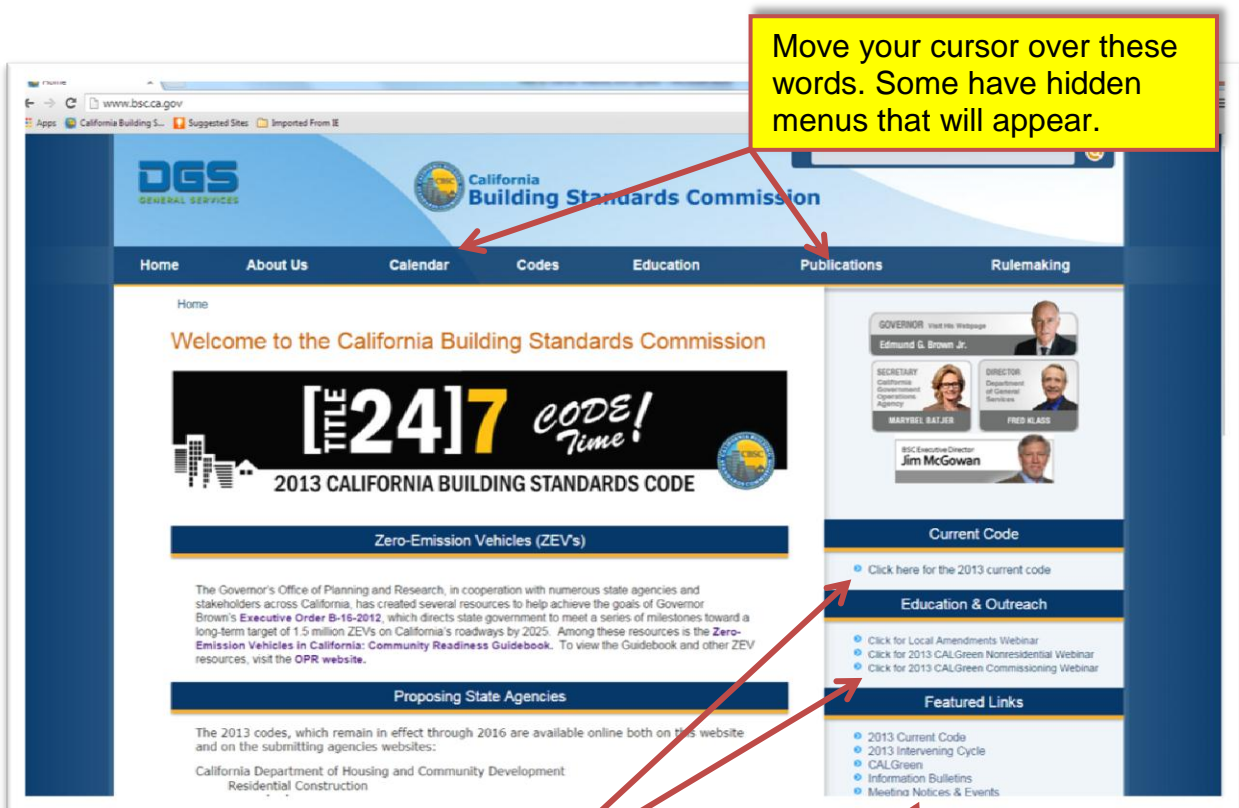 Move your cursor over these
words. Some have hidden
menus that will appear.
Home
www.bsc.ca.gov
Apps California Building S... Suggested Sites Imported From IE
DGS
GENERAL SERVICES
California
Building Standards Commission
Home About Us Calendar Codes Education Publications Rulemaking
Home
Welcome to the California Building Standards Commission
[TITLE 24]7 CODE Time!
CBSC
2013 CALIFORNIA BUILDING STANDARDS CODE
Zero-Emission Vehicles (ZEV's)
The Governor's Office of Planning and Research, in cooperation with numerous state agencies and
stakeholders across California, has created several resources to help achieve the goals of Governor
Brown's Executive Order B-16-2012, which directs state government to meet a series of milestones toward a
long-term target of 1.5 million ZEVs on California's roadways by 2025. Among these resources is the Zero-
Emission Vehicles in California: Community Readiness Guidebook. To view the Guidebook and other ZEV
resources, visit the OPR website.
Proposing State Agencies
The 2013 codes, which remain in effect through 2016 are available online both on this website
and on the submitting agencies websites:
California Department of Housing and Community Development
Residential Construction
GOVERNOR Visit His Webpage
Edmund G. Brown Jr.
SECRETARY
California
Government
Operations
Agency
MARYBEL BATJER
DIRECTOR
Department
of General
Services
FRED KLASS
BSC Executive Director
Jim McGowan
Current Code
Click here for the 2013 current code
Education & Outreach
Click for Local Amendments Webinar
Click for 2013 CALGreen Nonresidential Webinar
Click for 2013 CALGreen Commissioning Webinar
Featured Links
2013 Current Code
2013 Intervening Cycle
CALGreen
Information Bulletins
Meeting Notices & Events